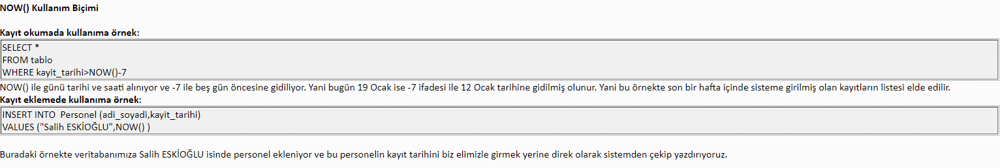 NOW() Kullanım Biçimi
Kayıt okumada kullanıma örnek:
SELECT *
FROM tablo
WHERE kayit_tarihi>NOW()-7
NOW() ile günü tarihi ve saati alınıyor ve -7 ile beş gün öncesine gidiliyor. Yani bugün 19 Ocak ise -7 ifadesi ile 12 Ocak tarihine gidilmiş olunur. Yani bu örnekte son bir hafta içinde sisteme girilmiş olan kayıtların listesi elde edilir.
Kayıt eklemede kullanıma örnek:
INSERT INTO  Personel (adi_soyadi,kayit_tarihi)
VALUES ("Salih ESKİOĞLU",NOW() )
Buradaki örnekte veritabanımıza Salih ESKİOĞLU isinde personel ekleniyor ve bu personelin kayıt tarihini biz elimizle girmek yerine direk olarak sistemden çekip yazdırıyoruz.